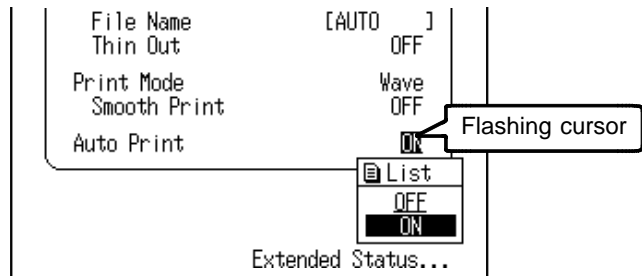 File Name [AUTO ]
Thin Out OFF
Print Mode Wave
Smooth Print OFF
Auto Print ON
Flashing cursor
List
OFF
ON
Extended Status...